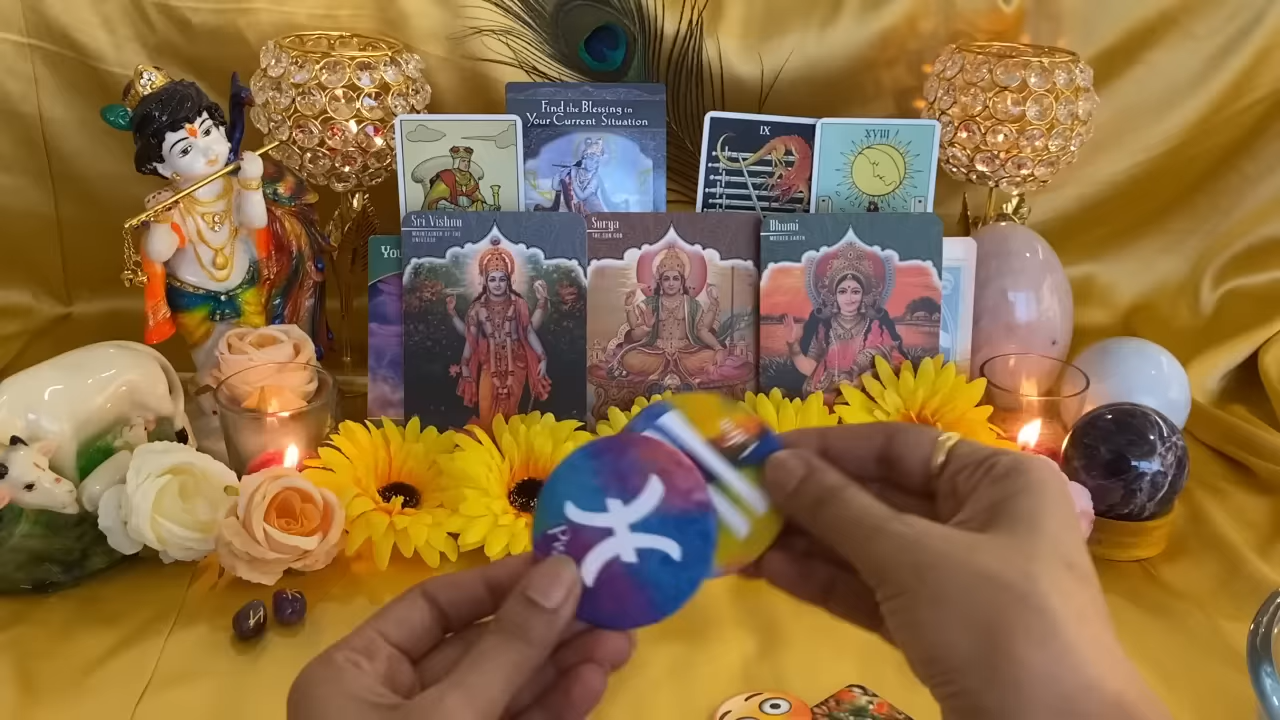 Find the Blessing in
Your Current Situation
IX
XVIII
You
Sri Vishnu
MAINTAINER OF THE
UNIVERSE
Surya
THE SUN GOD
Bhumi
MOTHER EARTH